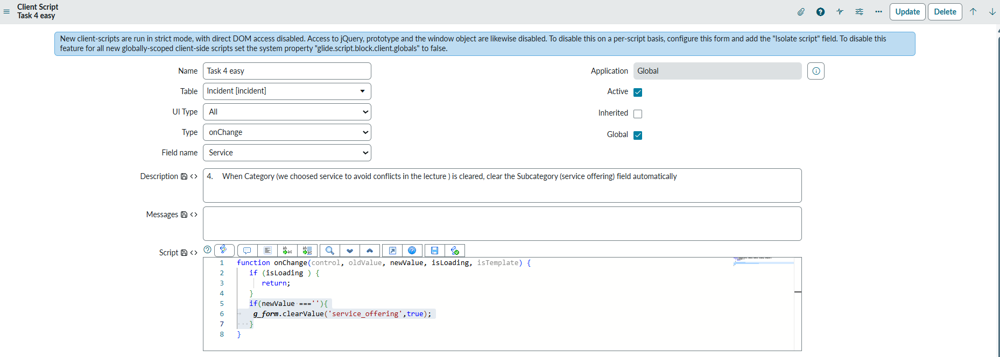 Client Script
Task 4 easy
Update
Delete
New client-scripts are run in strict mode, with direct DOM access disabled. Access to jQuery, prototype and the window object are likewise disabled. To disable this on a per-script basis, configure this form and add the "Isolate script" field. To disable this
feature for all new globally-scoped client-side scripts set the system property "glide.script.block.client.globals" to false.
Name Task 4 easy
Application Global
Table Incident [incident]
Active
UI Type All
Inherited
Type onChange
Global
Field name Service
Description 4. When Category (we choosed service to avoid conflicts in the lecture ) is cleared, clear the Subcategory (service offering) field automatically
Messages
Script
1 function onChange(control, oldValue, newValue, isLoading, isTemplate) {
2 if (isLoading ) {
3 return;
4 }
5 if(newValue ===''){
6 g_form.clearValue('service_offering',true);
7 }
8 }